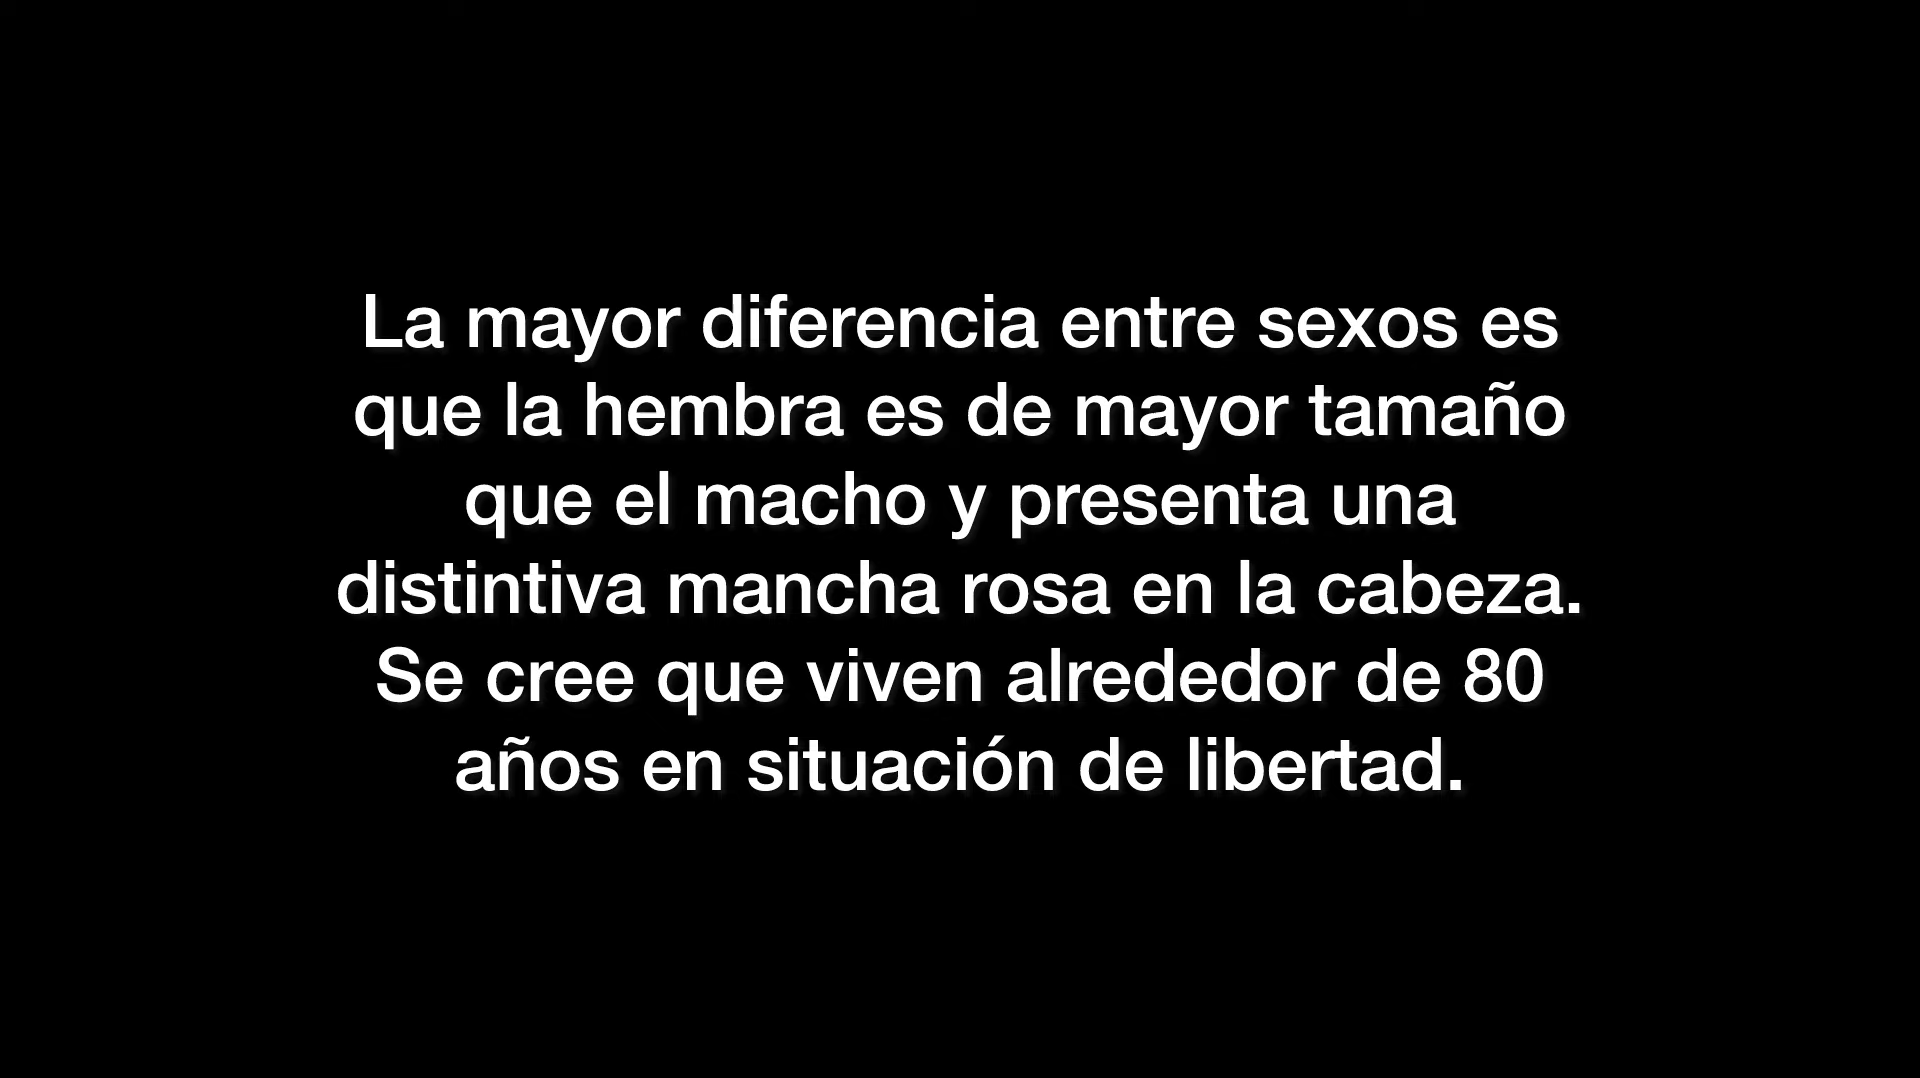 La mayor diferencia entre sexos es
que la hembra es de mayor tamaño
que el macho y presenta una
distintiva mancha rosa en la cabeza.
Se cree que viven alrededor de 80
años en situación de libertad.